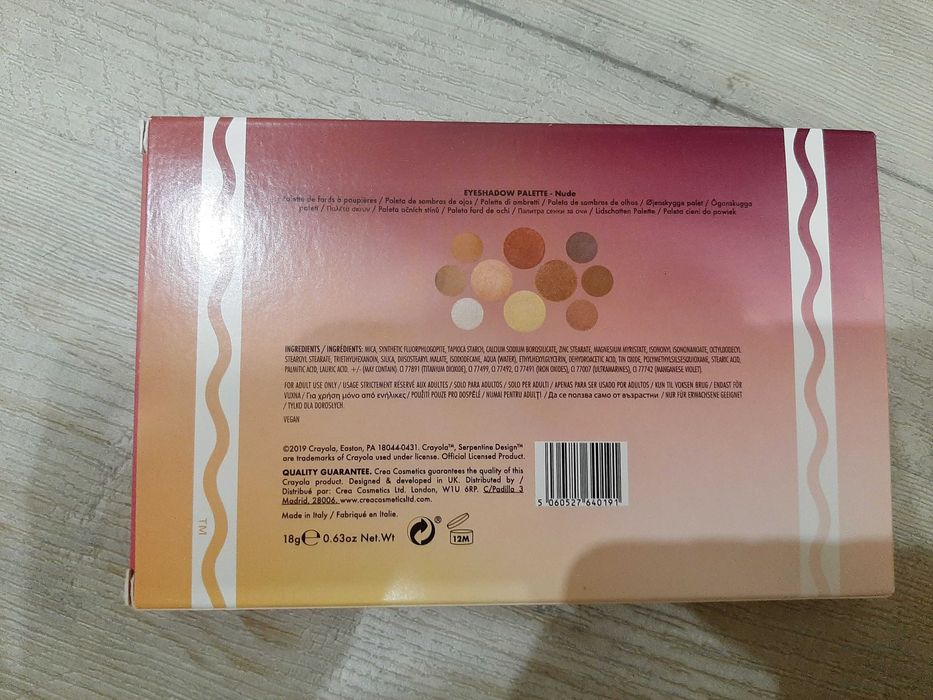 EYESHADOW PALETTE - Nude
Palette de fards à paupières / Paleta de sombras de ojos / Palette di ombretti / Paleta de sombras de olhos / Øjenskygge palet / Ögonskugga
palett / Παλέτα σκιών / Paleta očních stínů / Paleta fard de ochi / Палитра сенки за очи / Lidschatten Palette / Paleta cieni do powiek
INGREDIENTS / INGRÉDIENTS: MICA, SYNTHETIC FLUORPHLOGOPITE, TAPIOCA STARCH, CALCIUM SODIUM BOROSILICATE, ZINC STEARATE, MAGNESIUM MYRISTATE, ISONONYL ISONONANOATE, OCTYLDODECYL
STEAROYL STEARATE, TRIETHYLHEXANOIN, SILICA, DIISOSTEARYL MALATE, ISODODECANE, AQUA (WATER), ETHYLHEXYLGLYCERIN, DEHYDROACETIC ACID, TIN OXIDE, POLYMETHYLSILSESQUIOXANE, STEARIC ACID,
PALMITIC ACID, LAURIC ACID. +/- (MAY CONTAIN). CI 77891 (TITANIUM DIOXIDE), CI 77499, CI 77492, CI 77491 (IRON OXIDES), CI 77007 (ULTRAMARINES), CI 77742 (MANGANESE VIOLET).
FOR ADULT USE ONLY / USAGE STRICTEMENT RÉSERVÉ AUX ADULTES / SOLO PARA ADULTOS / SOLO PER ADULTI / APENAS PARA SER USADO POR ADULTOS / KUN TIL VOKSEN BRUG / ENDAST FÖR
VUXNA / Για χρήση μόνο από ενήλικες / POUŽITÍ POUZE PRO DOSPĚLÉ / NUMAI PENTRU ADULȚI / Да се ползва само от възрастни / NUR FÜR ERWACHSENE GEEIGNET
/ TYLKO DLA DOROSŁYCH.
VEGAN
©2019 Crayola, Easton, PA 18044-0431. Crayola™, Serpentine Design™
are trademarks of Crayola used under license. Official Licensed Product.
QUALITY GUARANTEE. Crea Cosmetics guarantees the quality of this
Crayola product. Designed & developed in UK. Distributed by /
Distribué par: Crea Cosmetics Ltd. London, W1U 6RP. C/Padilla 3
Madrid, 28006. www.creacosmeticsltd.com
Made in Italy / Fabriqué en Italie.
18g℮ 0.63oz Net.Wt
®
12M
5 060527 640191
TM